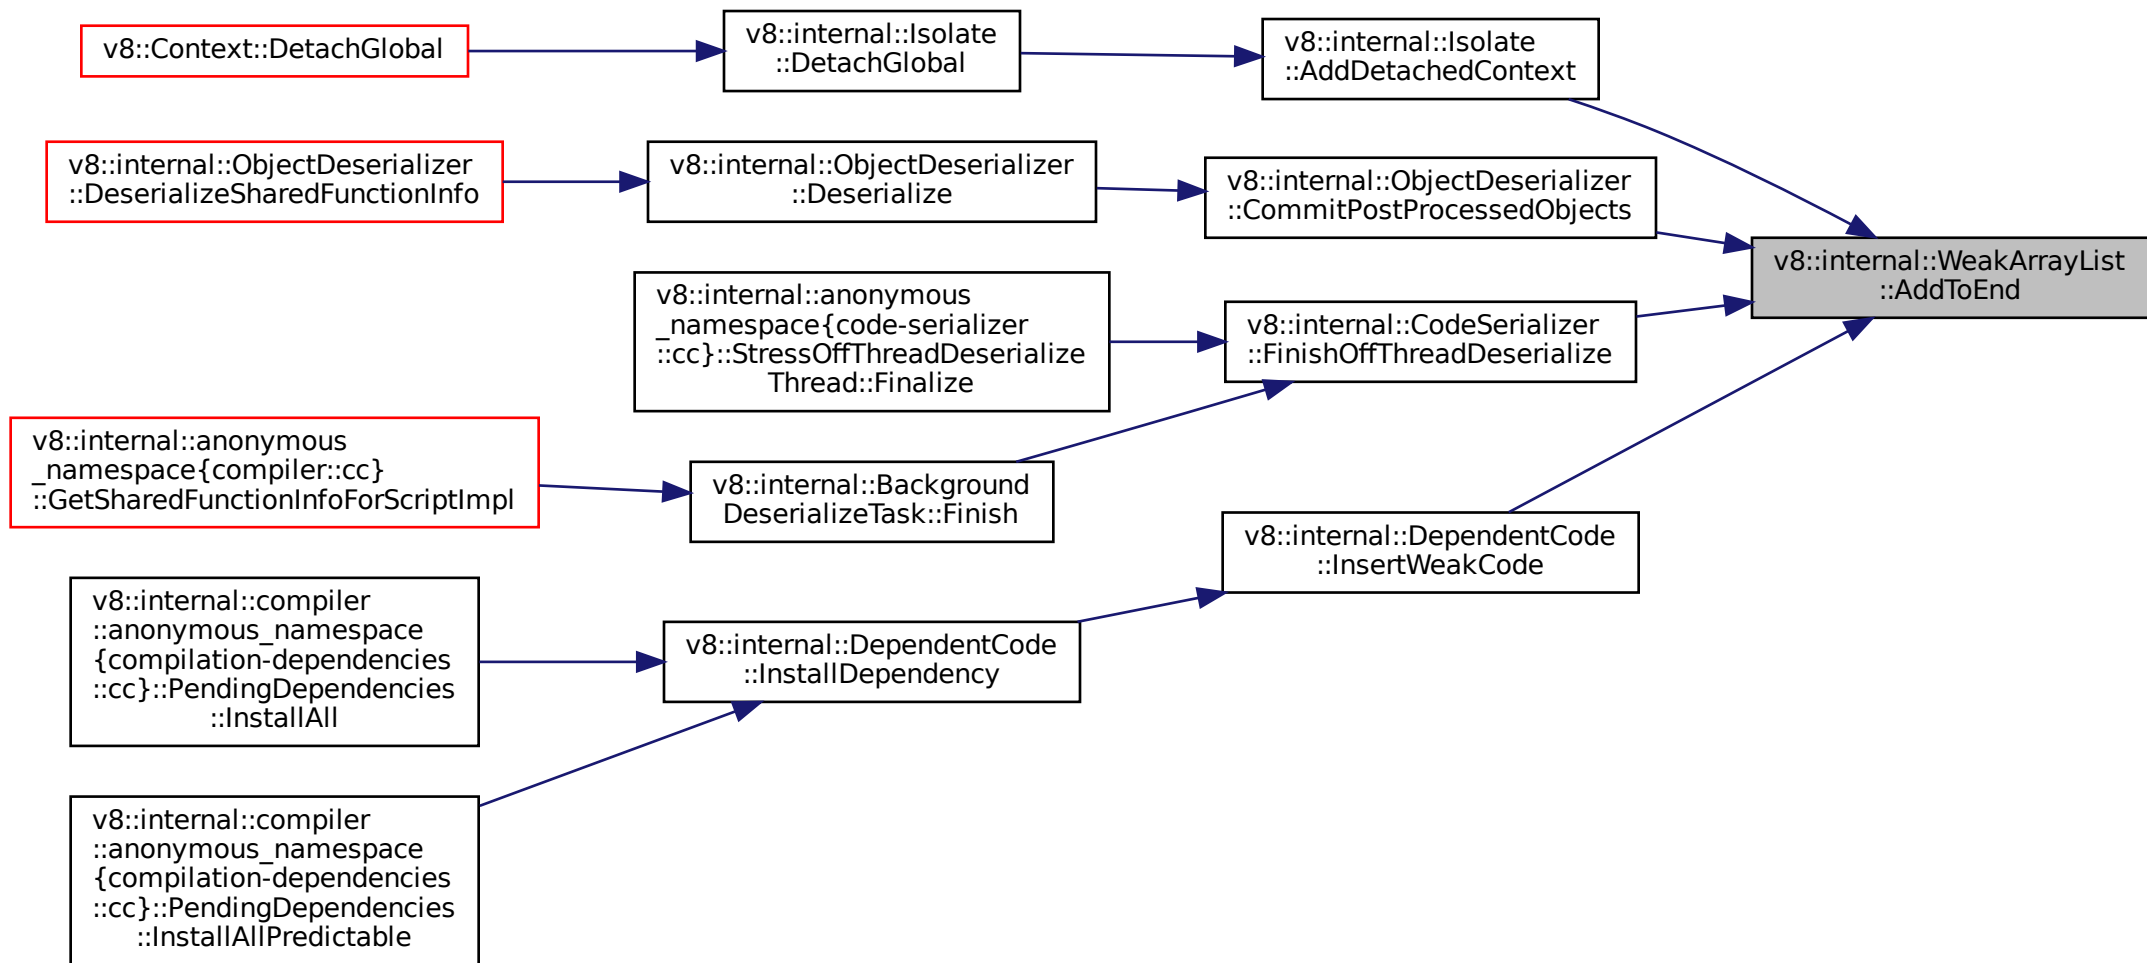 v8::Context::DetachGlobal
v8::internal::Isolate
::DetachGlobal
v8::internal::Isolate
::AddDetachedContext
v8::internal::ObjectDeserializer
::DeserializeSharedFunctionInfo
v8::internal::ObjectDeserializer
::Deserialize
v8::internal::ObjectDeserializer
::CommitPostProcessedObjects
v8::internal::WeakArrayList
::AddToEnd
v8::internal::anonymous
_namespace{code-serializer
::cc}::StressOffThreadDeserialize
Thread::Finalize
v8::internal::CodeSerializer
::FinishOffThreadDeserialize
v8::internal::anonymous
_namespace{compiler::cc}
::GetSharedFunctionInfoForScriptImpl
v8::internal::Background
DeserializeTask::Finish
v8::internal::DependentCode
::InsertWeakCode
v8::internal::compiler
::anonymous_namespace
{compilation-dependencies
::cc}::PendingDependencies
::InstallAll
v8::internal::DependentCode
::InstallDependency
v8::internal::compiler
::anonymous_namespace
{compilation-dependencies
::cc}::PendingDependencies
::InstallAllPredictable